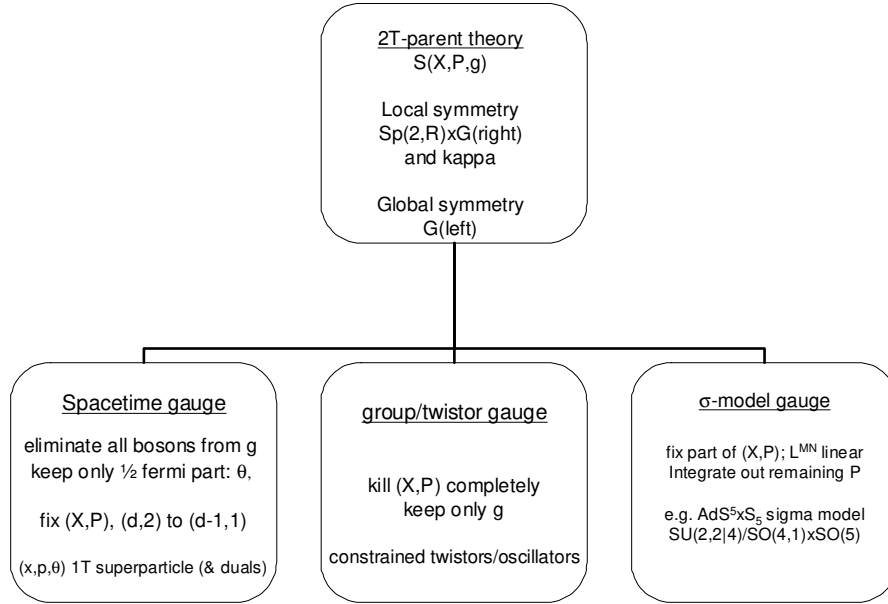 2T-parent theory
S(X,P,g)
Local symmetry
Sp(2,R)xG(right)
and kappa
Global symmetry
G(left)
Spacetime gauge
eliminate all bosons from g
keep only ½ fermi part: θ,
fix (X,P), (d,2) to (d-1,1)
(x,p,θ) 1T superparticle (& duals)
group/twistor gauge
kill (X,P) completely
keep only g
constrained twistors/oscillators
σ-model gauge
fix part of (X,P); L^MN linear
Integrate out remaining P
e.g. AdS⁵xS₅ sigma model
SU(2,2|4)/SO(4,1)xSO(5)